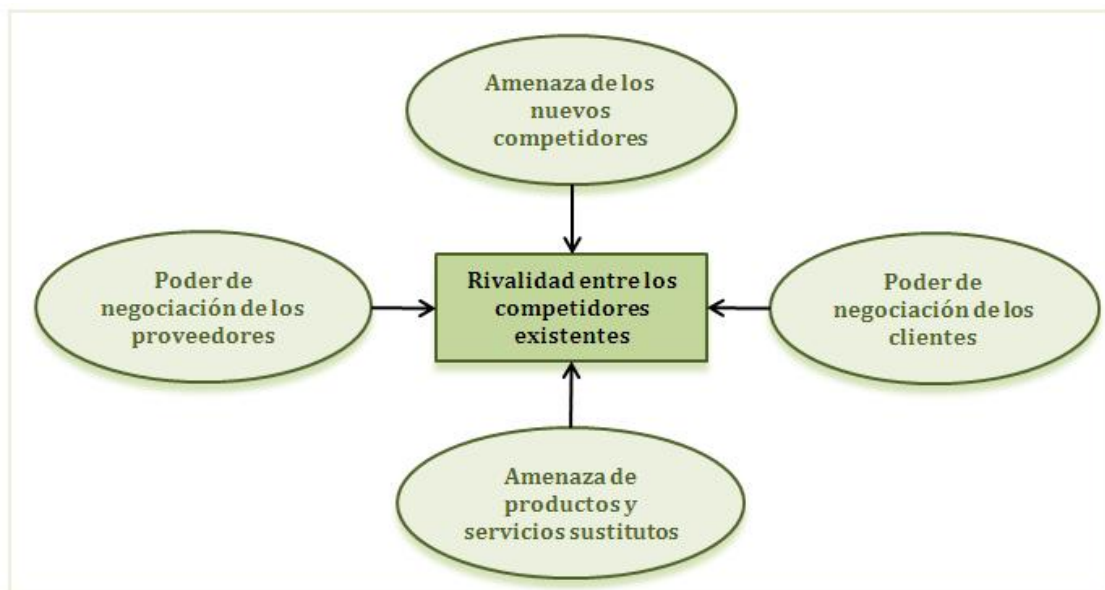 Amenaza de los
nuevos
competidores
Poder de
negociación de los
proveedores
Rivalidad entre los
competidores
existentes
Poder de
negociación de los
clientes
Amenaza de
productos y
servicios sustitutos